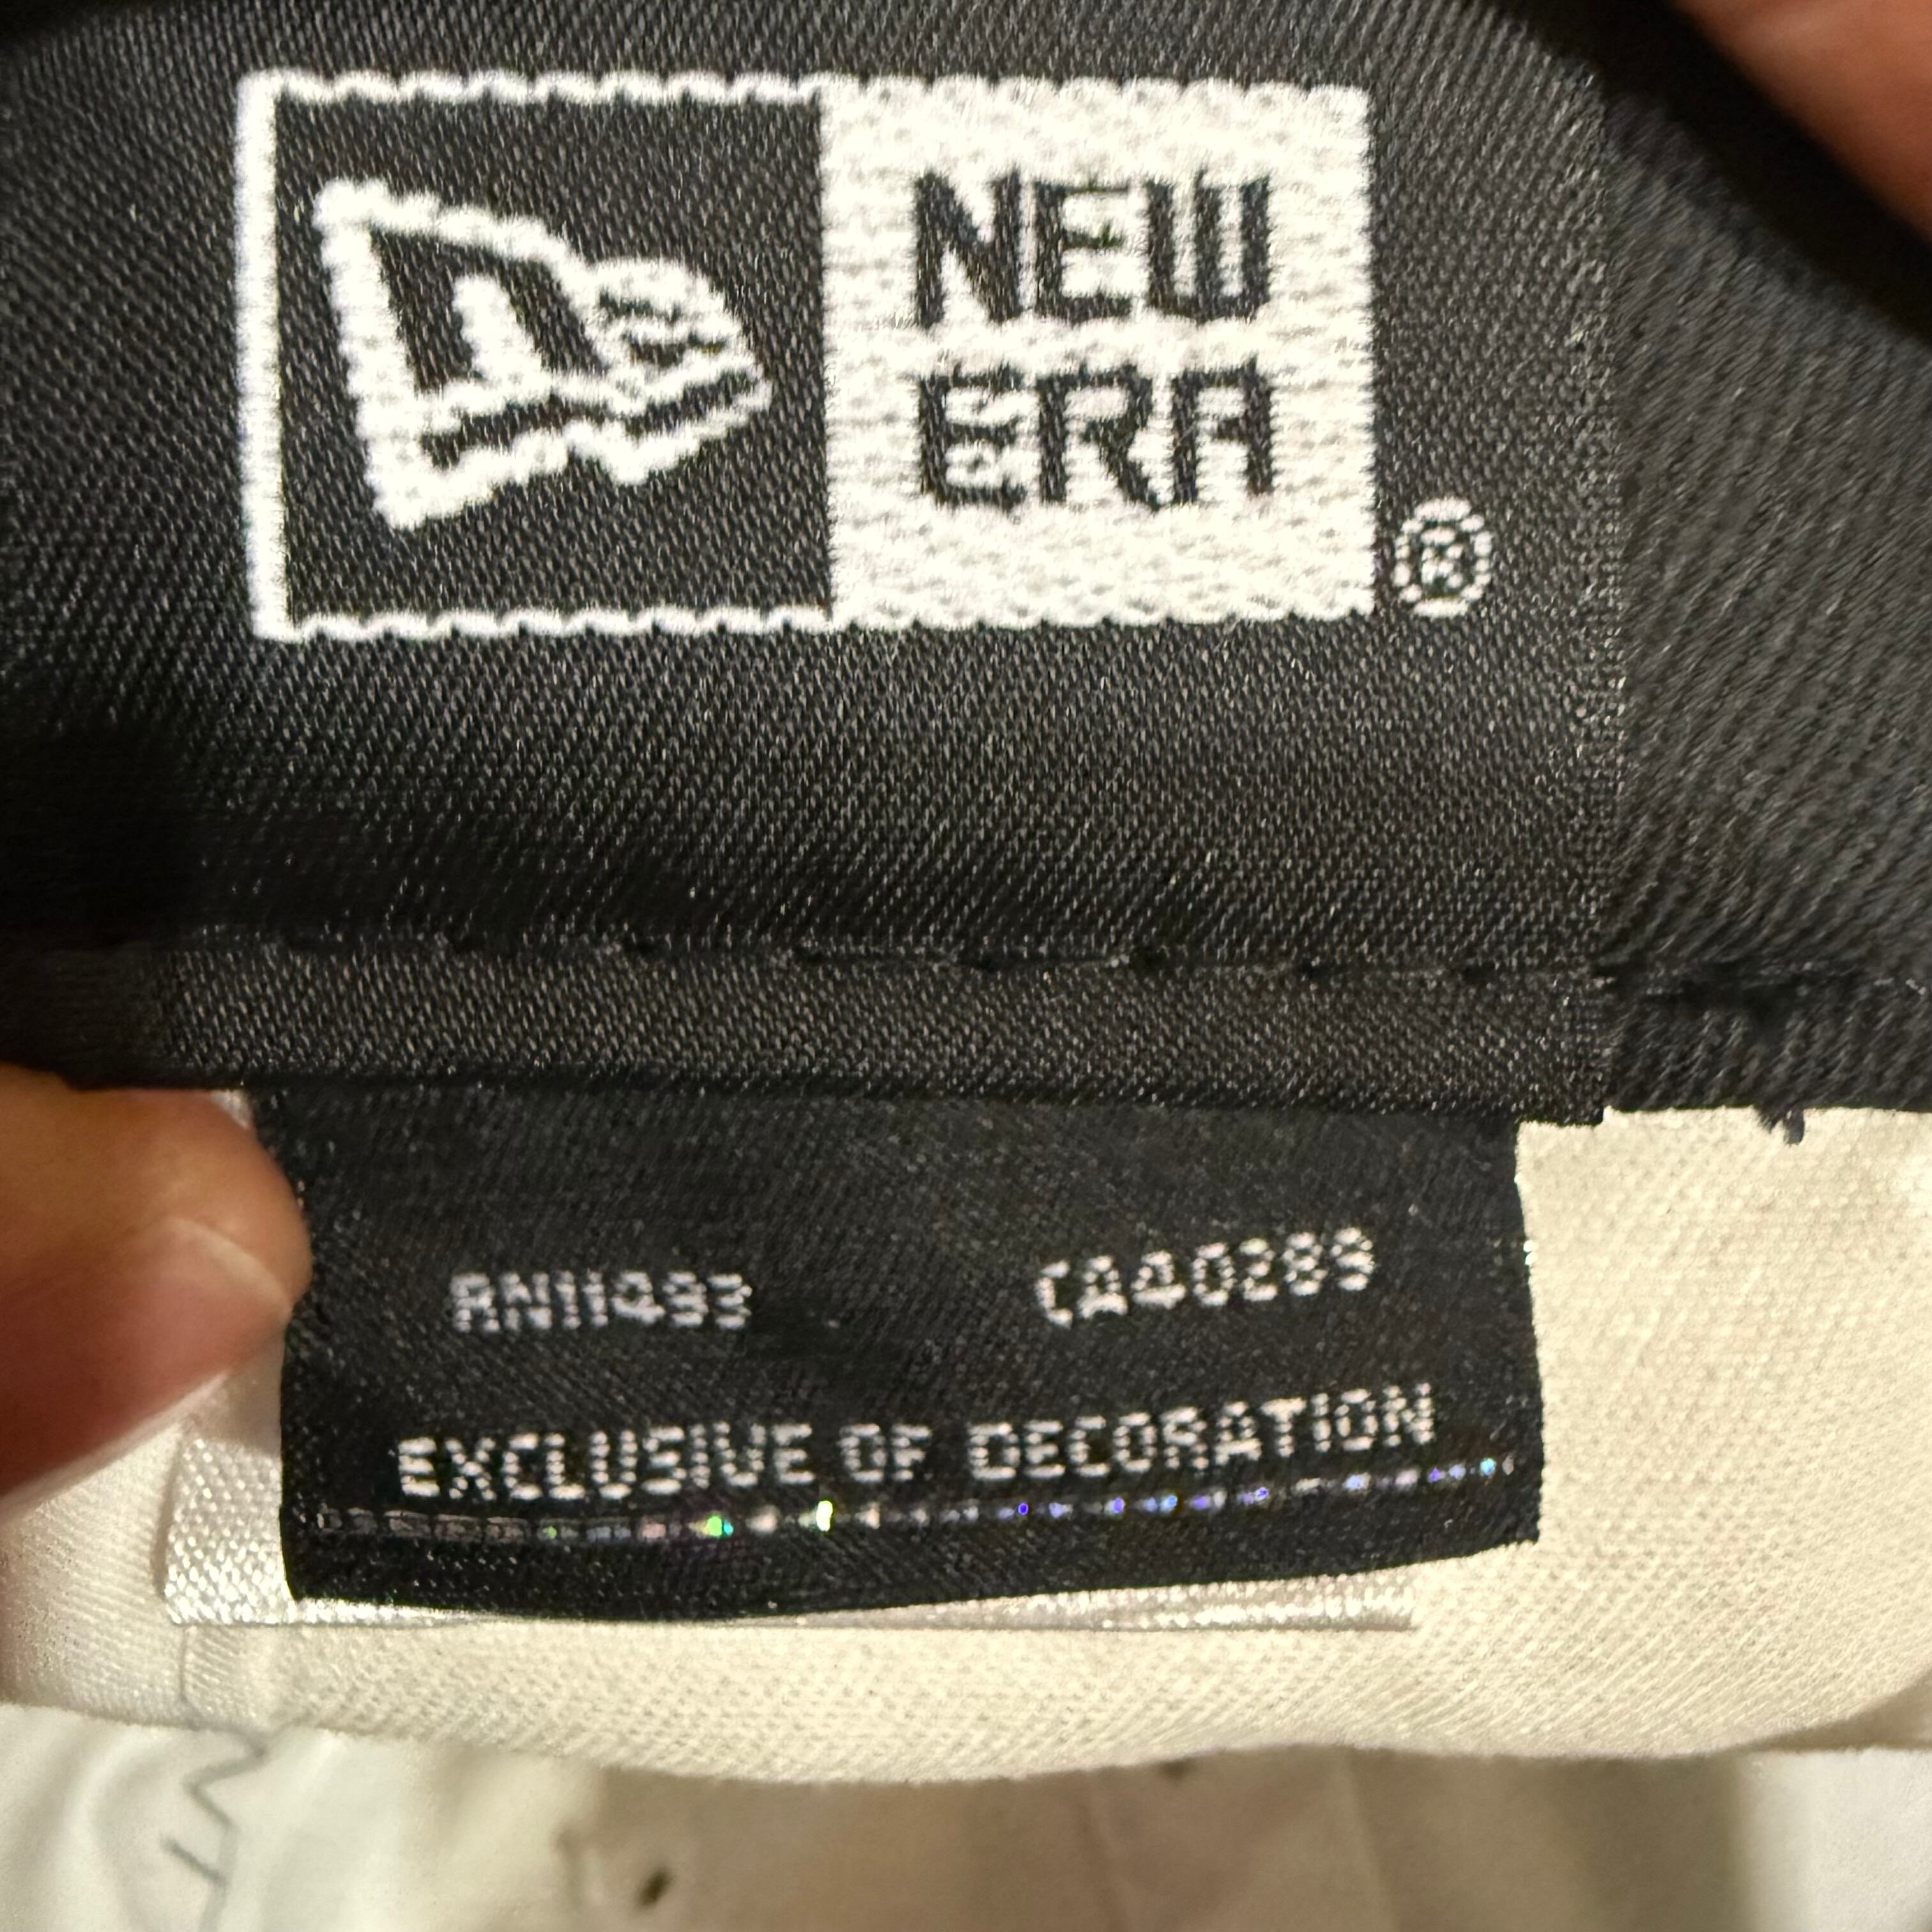 NEW
ERA
®
RN11493 CA40289
EXCLUSIVE OF DECORATION